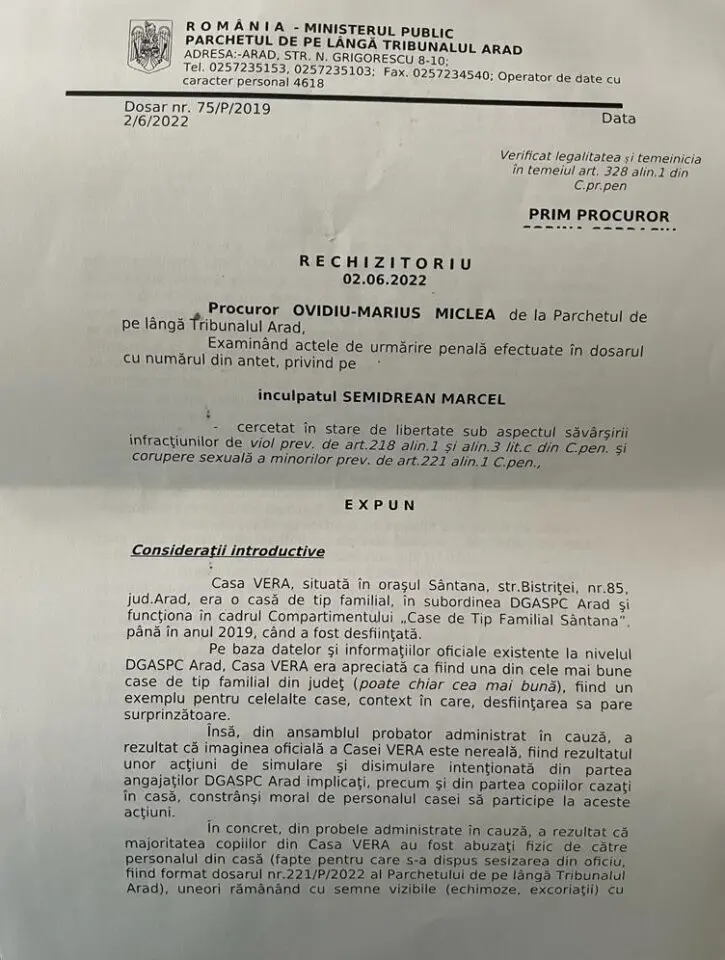 R O M Â N I A - MINISTERUL PUBLIC
PARCHETUL DE PE LÂNGĂ TRIBUNALUL ARAD
ADRESA:-ARAD, STR. N. GRIGORESCU 8-10;
Tel. 0257235153, 0257235103; Fax. 0257234540; Operator de date cu
caracter personal 4618
Dosar nr. 75/P/2019
Data
2/6/2022
Verificat legalitatea și temeinicia
în temeiul art. 328 alin.1 din
C.pr.pen
PRIM PROCUROR
R E C H I Z I T O R I U
02.06.2022
Procuror OVIDIU-MARIUS MICLEA de la Parchetul de
pe lângă Tribunalul Arad,
Examinând actele de urmărire penală efectuate în dosarul
cu numărul din antet, privind pe
inculpatul SEMIDREAN MARCEL
- cercetat în stare de libertate sub aspectul săvârşirii
infracţiunilor de viol prev. de art.218 alin.1 şi alin.3 lit.c din C.pen. şi
corupere sexuală a minorilor prev. de art.221 alin.1 C.pen.,
E X P U N
Consideraţii introductive
Casa VERA, situată în oraşul Sântana, str.Bistriţei, nr.85,
jud.Arad, era o casă de tip familial, în subordinea DGASPC Arad şi
funcţiona în cadrul Compartimentului „Case de Tip Familial Sântana",
până în anul 2019, când a fost desfiinţată.
Pe baza datelor şi informaţiilor oficiale existente la nivelul
DGASPC Arad, Casa VERA era apreciată ca fiind una din cele mai bune
case de tip familial din judeţ (poate chiar cea mai bună), fiind un
exemplu pentru celelalte case, context în care, desfiinţarea sa pare
surprinzătoare.
Însă, din ansamblul probator administrat în cauză, a
rezultat că imaginea oficială a Casei VERA este nereală, fiind rezultatul
unor acţiuni de simulare şi disimulare intenţionată din partea
angajaţilor DGASPC Arad implicaţi, precum şi din partea copiilor cazaţi
în casă, constrânşi moral de personalul casei să participe la aceste
acţiuni.
În concret, din probele administrate în cauză, a rezultat că
majoritatea copiilor din Casa VERA au fost abuzaţi fizic de către
personalul din casă (fapte pentru care s-a dispus sesizarea din oficiu,
fiind format dosarul nr.221/P/2022 al Parchetului de pe lângă Tribunalul
Arad), uneori rămânând cu semne vizibile (echimoze, excoriaţii) cu